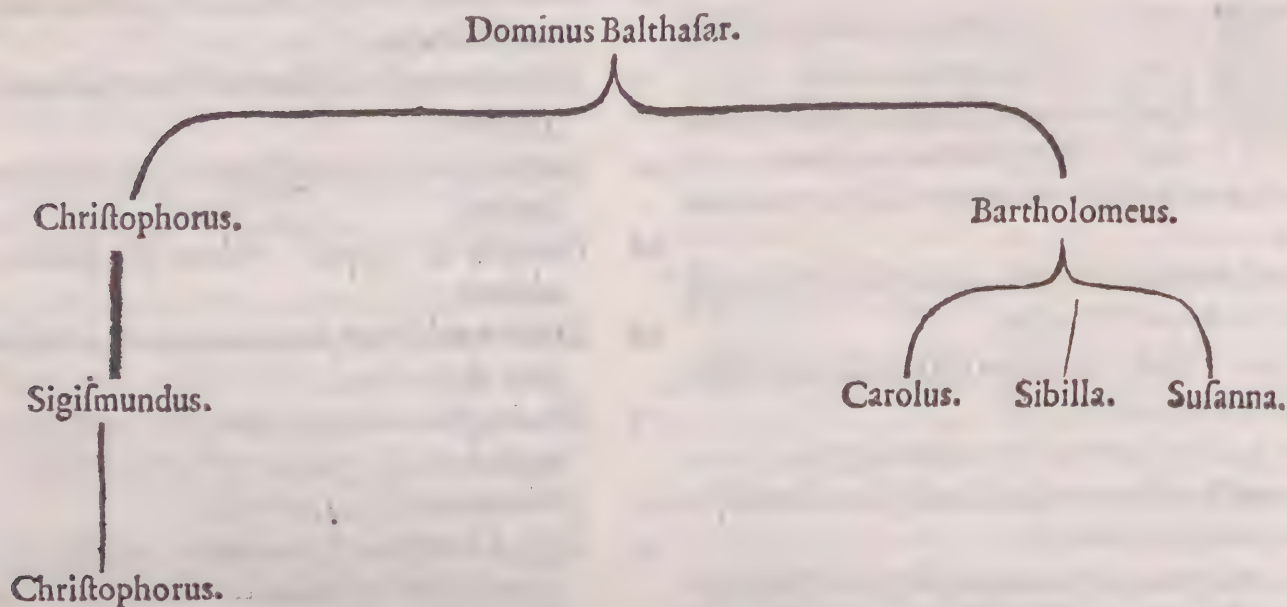 Dominus Balthaſar.
Chriſtophorus. Bartholomeus.
Sigiſmundus. Carolus. Sibilla. Suſanna.
Chriſtophorus.